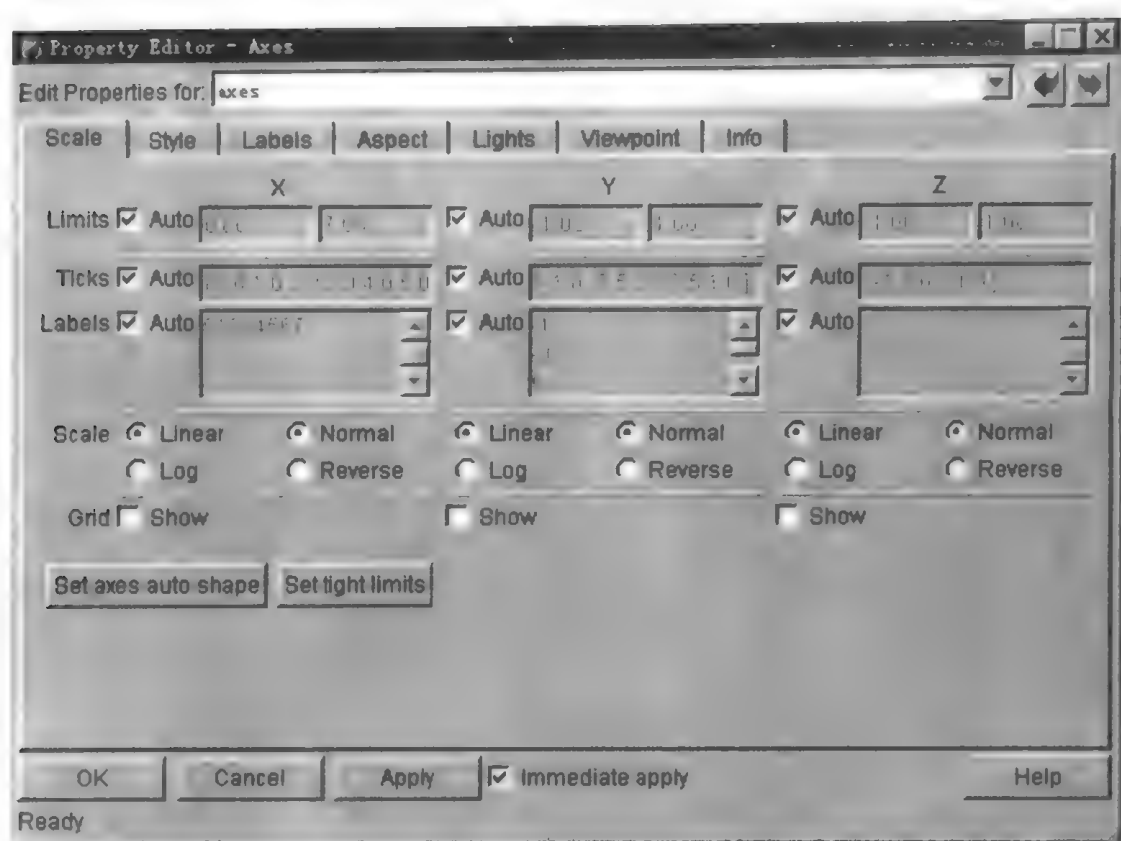 Property Editor - Axes
Edit Properties for: axes
Scale Style Labels Aspect Lights Viewpoint Info
X Y Z
Limits Auto Auto Auto
Ticks Auto Auto Auto
Labels Auto Auto Auto
Scale Linear Normal Linear Normal Linear Normal
Log Reverse Log Reverse Log Reverse
Grid Show Show Show
Set axes auto shape Set tight limits
OK Cancel Apply Immediate apply Help
Ready